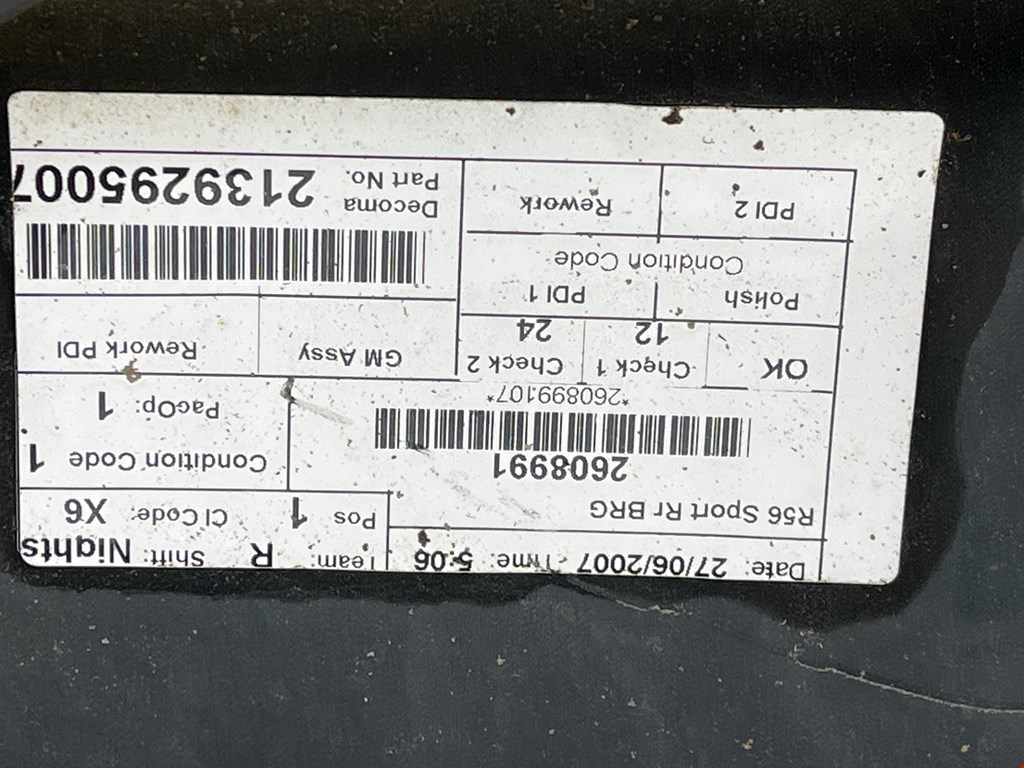 Date: 27/06/2007 Time: 5:06 Team: R Shift: Nights
R56 Sport Rr BRG Pos 1 Cl Code: X6
2608991
*260899107*
Condition Code 1
PacOp: 1
OK Check 1 12 Check 2 24
GM Assy Rework PDI
Polish PDI 1
Condition Code
PDI 2 Rework
Decoma Part No. 2139295007